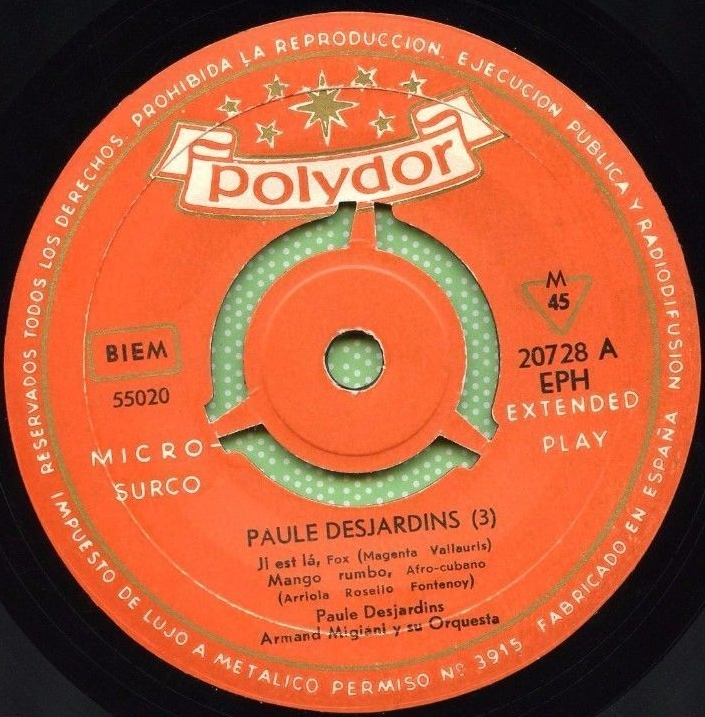 RESERVADOS TODOS LOS DERECHOS. PROHIBIDA LA REPRODUCCION, EJECUCION PUBLICA Y RADIODIFUSION
polydor
M
45
BIEM
55020
20728 A
EPH
MICRO-
SURCO
EXTENDED
PLAY
PAULE DESJARDINS (3)
Jl est lá, Fox (Magenta Vallauris)
Mango rumbo, Afro-cubano
(Arriola Rosello Fontenoy)
Paule Desjardins
Armand Migiani y su Orquesta
IMPUESTO DE LUJO A METALICO PERMISO Nº 3915 FABRICADO EN ESPAÑA